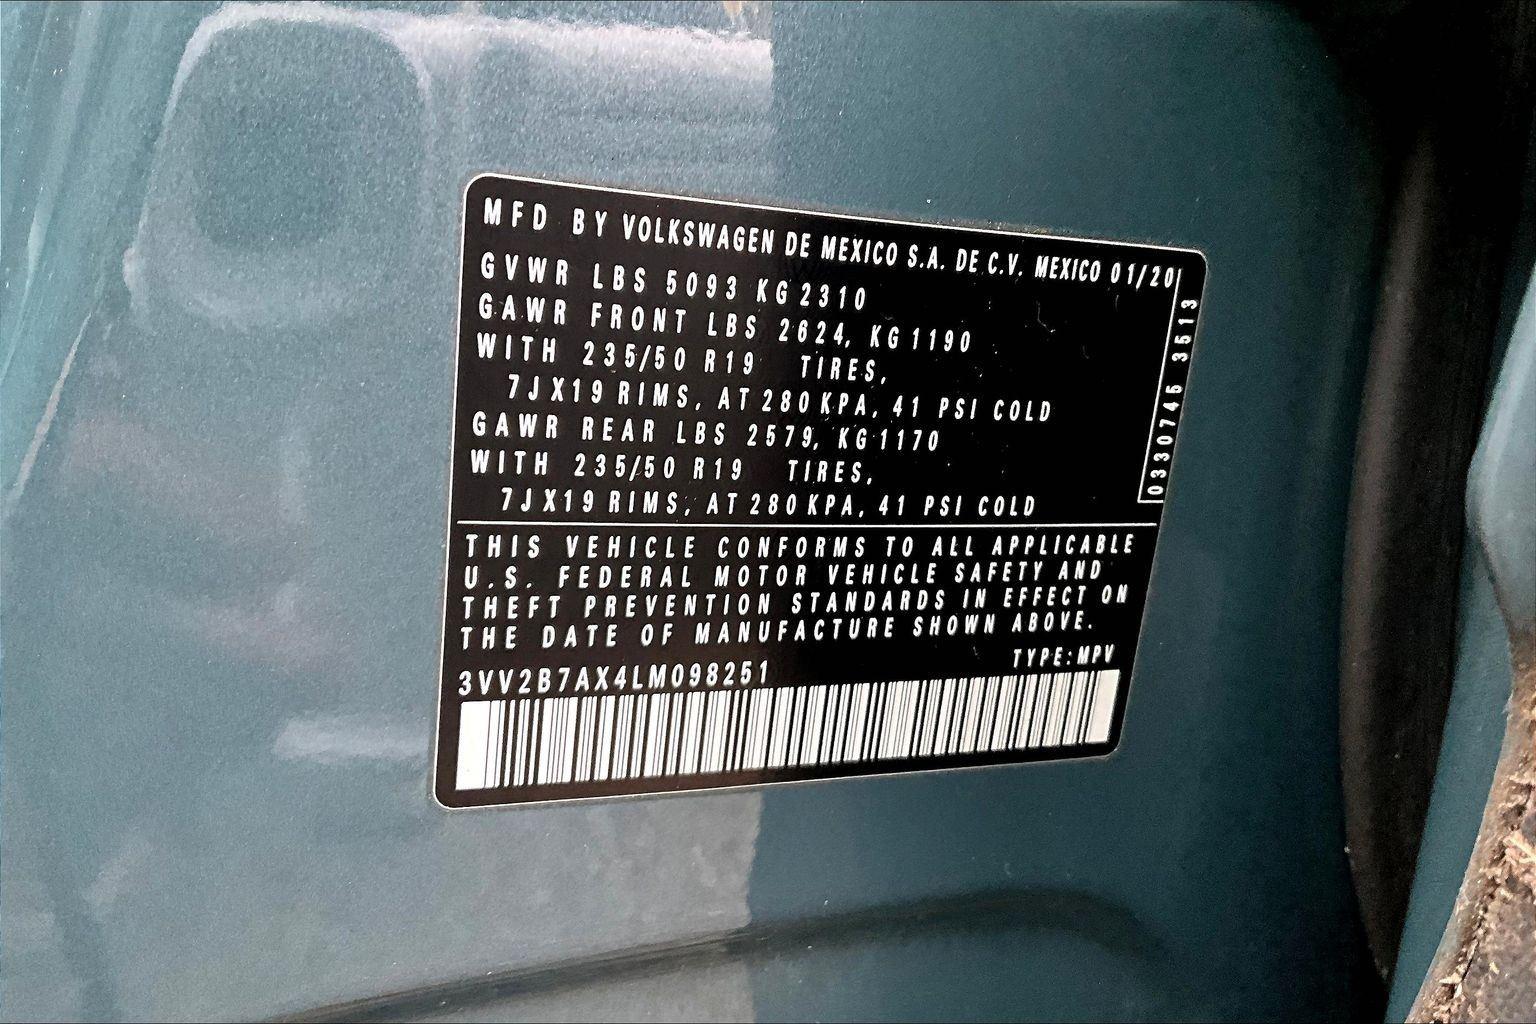 MFD BY VOLKSWAGEN DE MEXICO S.A. DE C.V. MEXICO 01/20
GVWR LBS 5093 KG 2310
GAWR FRONT LBS 2624, KG 1190
WITH 235/50 R19 TIRES,
7JX19 RIMS, AT 280 KPA, 41 PSI COLD
GAWR REAR LBS 2579, KG 1170
WITH 235/50 R19 TIRES,
7JX19 RIMS, AT 280 KPA, 41 PSI COLD
0330745 3513
THIS VEHICLE CONFORMS TO ALL APPLICABLE
U.S. FEDERAL MOTOR VEHICLE SAFETY AND
THEFT PREVENTION STANDARDS IN EFFECT ON
THE DATE OF MANUFACTURE SHOWN ABOVE.
TYPE:MPV
3VV2B7AX4LM098251